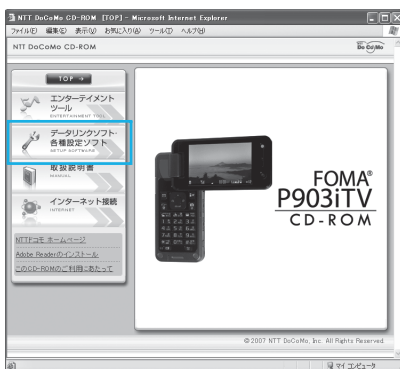 NTT DoCoMo CD-ROM [TOP] - Microsoft Internet Explorer
ファイル(F) 編集(E) 表示(V) お気に入り(A) ツール(T) ヘルプ(H)
NTT DoCoMo CD-ROM
DoCoMo
TOP
エンターテイメント
ツール
ENTERTAINMENT TOOL
データリンクソフト・
各種設定ソフト
SETUP SOFTWARE
取扱説明書
MANUAL
インターネット接続
INTERNET
NTTドコモ ホームページ
Adobe Readerのインストール
このCD-ROMのご利用にあたって
FOMA®
P903iTV
CD-ROM
© 2007 NTT DoCoMo, Inc. All Rights Reserved
マイ コンピュータ